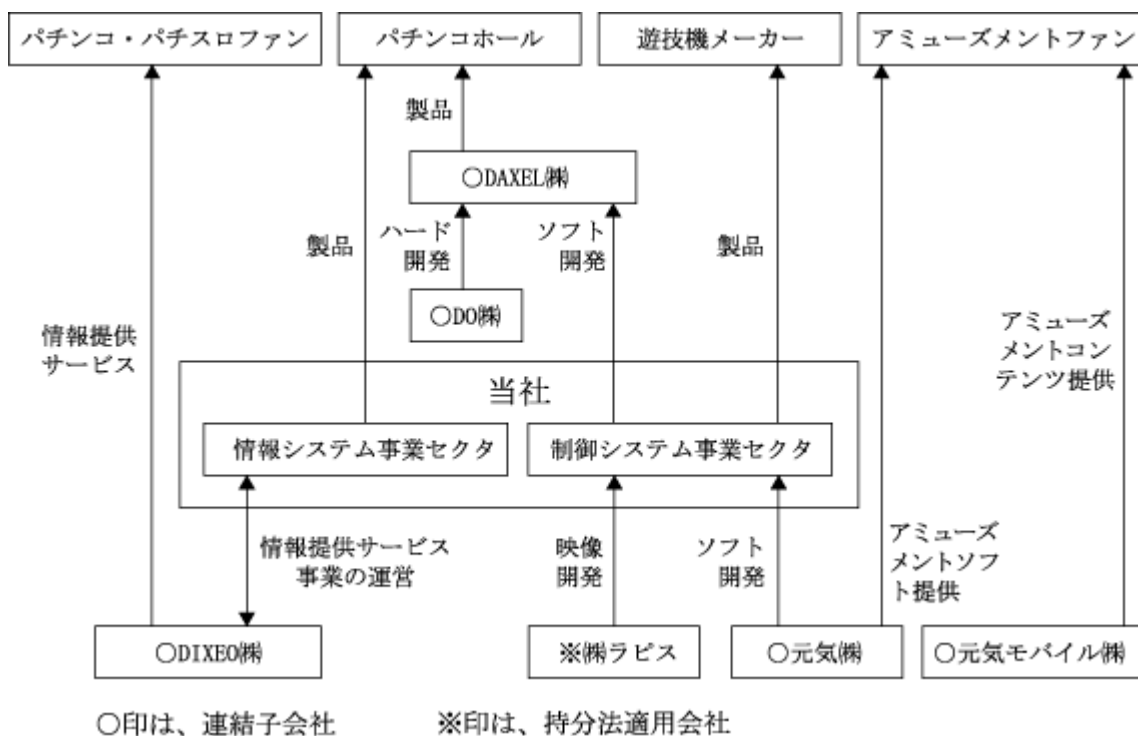 パチンコ・パチスロファン
パチンコホール
遊技機メーカー
アミューズメントファン
製品
○DAXEL㈱
ハード
開発
ソフト
開発
製品
製品
○DO㈱
情報提供
サービス
アミューズ
メントコン
テンツ提供
当社
情報システム事業セクタ
制御システム事業セクタ
情報提供サービス
事業の運営
映像
開発
ソフト
開発
アミューズ
メントソフ
ト提供
○DIXEO㈱
※㈱ラピス
○元気㈱
○元気モバイル㈱
○印は、連結子会社
※印は、持分法適用会社